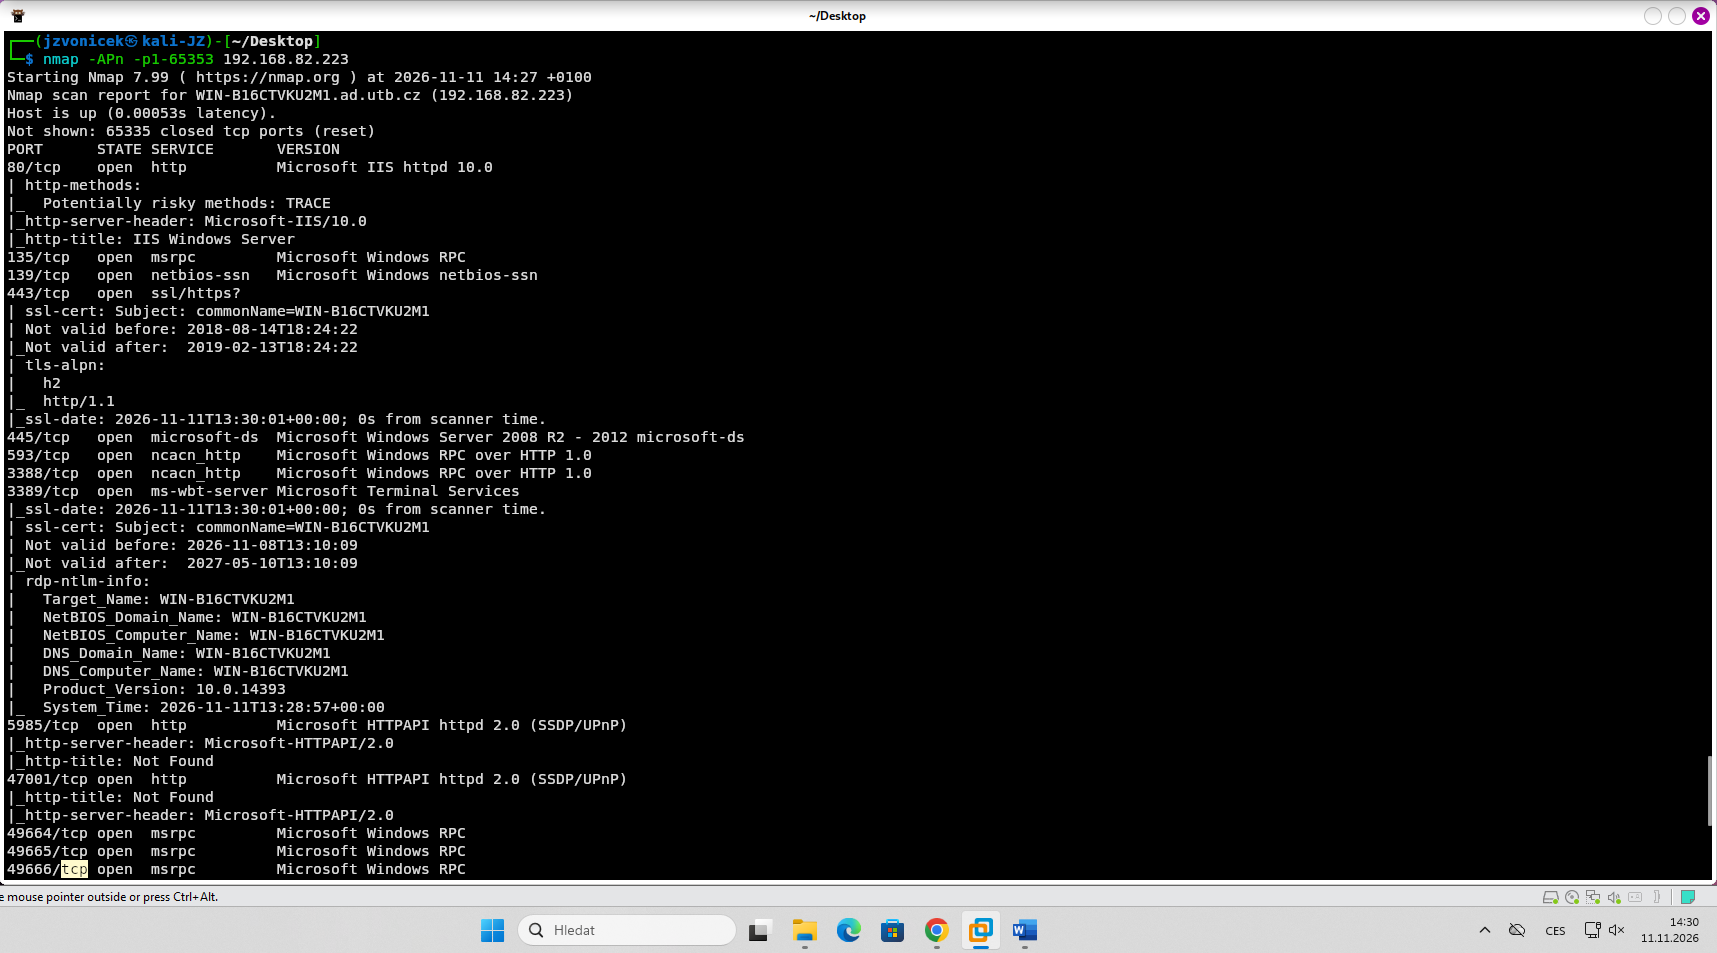 ~/Desktop
(jzvonicek㉿kali-JZ)-[~/Desktop]
$ nmap -APn -p1-65353 192.168.82.223
Starting Nmap 7.99 ( https://nmap.org ) at 2026-11-11 14:27 +0100
Nmap scan report for WIN-B16CTVKU2M1.ad.utb.cz (192.168.82.223)
Host is up (0.00053s latency).
Not shown: 65335 closed tcp ports (reset)
PORT      STATE SERVICE       VERSION
80/tcp    open  http          Microsoft IIS httpd 10.0
| http-methods:
|_  Potentially risky methods: TRACE
|_http-server-header: Microsoft-IIS/10.0
|_http-title: IIS Windows Server
135/tcp   open  msrpc         Microsoft Windows RPC
139/tcp   open  netbios-ssn   Microsoft Windows netbios-ssn
443/tcp   open  ssl/https?
| ssl-cert: Subject: commonName=WIN-B16CTVKU2M1
| Not valid before: 2018-08-14T18:24:22
|_Not valid after:  2019-02-13T18:24:22
| tls-alpn:
|   h2
|_  http/1.1
|_ssl-date: 2026-11-11T13:30:01+00:00; 0s from scanner time.
445/tcp   open  microsoft-ds  Microsoft Windows Server 2008 R2 - 2012 microsoft-ds
593/tcp   open  ncacn_http    Microsoft Windows RPC over HTTP 1.0
3388/tcp  open  ncacn_http    Microsoft Windows RPC over HTTP 1.0
3389/tcp  open  ms-wbt-server Microsoft Terminal Services
|_ssl-date: 2026-11-11T13:30:01+00:00; 0s from scanner time.
| ssl-cert: Subject: commonName=WIN-B16CTVKU2M1
| Not valid before: 2026-11-08T13:10:09
|_Not valid after:  2027-05-10T13:10:09
| rdp-ntlm-info:
|   Target_Name: WIN-B16CTVKU2M1
|   NetBIOS_Domain_Name: WIN-B16CTVKU2M1
|   NetBIOS_Computer_Name: WIN-B16CTVKU2M1
|   DNS_Domain_Name: WIN-B16CTVKU2M1
|   DNS_Computer_Name: WIN-B16CTVKU2M1
|   Product_Version: 10.0.14393
|_  System_Time: 2026-11-11T13:28:57+00:00
5985/tcp  open  http          Microsoft HTTPAPI httpd 2.0 (SSDP/UPnP)
|_http-server-header: Microsoft-HTTPAPI/2.0
|_http-title: Not Found
47001/tcp open  http          Microsoft HTTPAPI httpd 2.0 (SSDP/UPnP)
|_http-title: Not Found
|_http-server-header: Microsoft-HTTPAPI/2.0
49664/tcp open  msrpc         Microsoft Windows RPC
49665/tcp open  msrpc         Microsoft Windows RPC
49666/tcp open  msrpc         Microsoft Windows RPC
e mouse pointer outside or press Ctrl+Alt.
Hledat
CES
14:30
11.11.2026